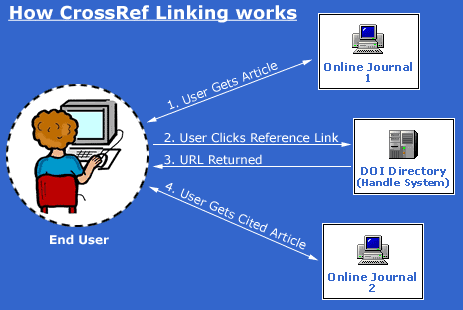 How CrossRef Linking works
Online Journal
1
1. User Gets Article
2. User Clicks Reference Link
3. URL Returned
DOI Directory
(Handle System)
4. User Gets Cited Article
End User
Online Journal
2